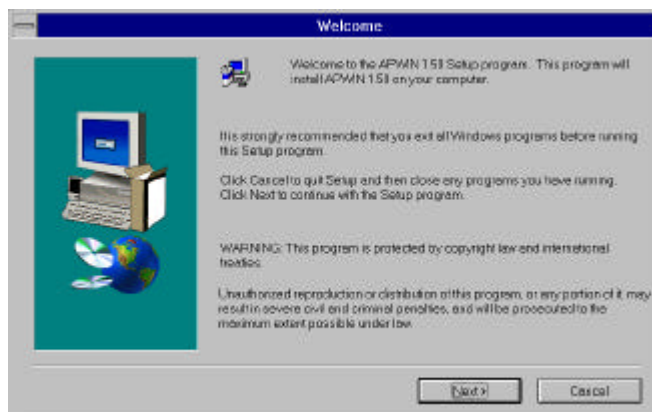 Welcome
Welcome to the APWIN 1.50 Setup program. This program will
install APWIN 1.50 on your computer.
It is strongly recommended that you exit all Windows programs before running
this Setup program.
Click Cancel to quit Setup and then close any programs you have running.
Click Next to continue with the Setup program.
WARNING: This program is protected by copyright law and international
treaties.
Unauthorized reproduction or distribution of this program, or any portion of it, may
result in severe civil and criminal penalties, and will be prosecuted to the
maximum extent possible under law.
Next >
Cancel